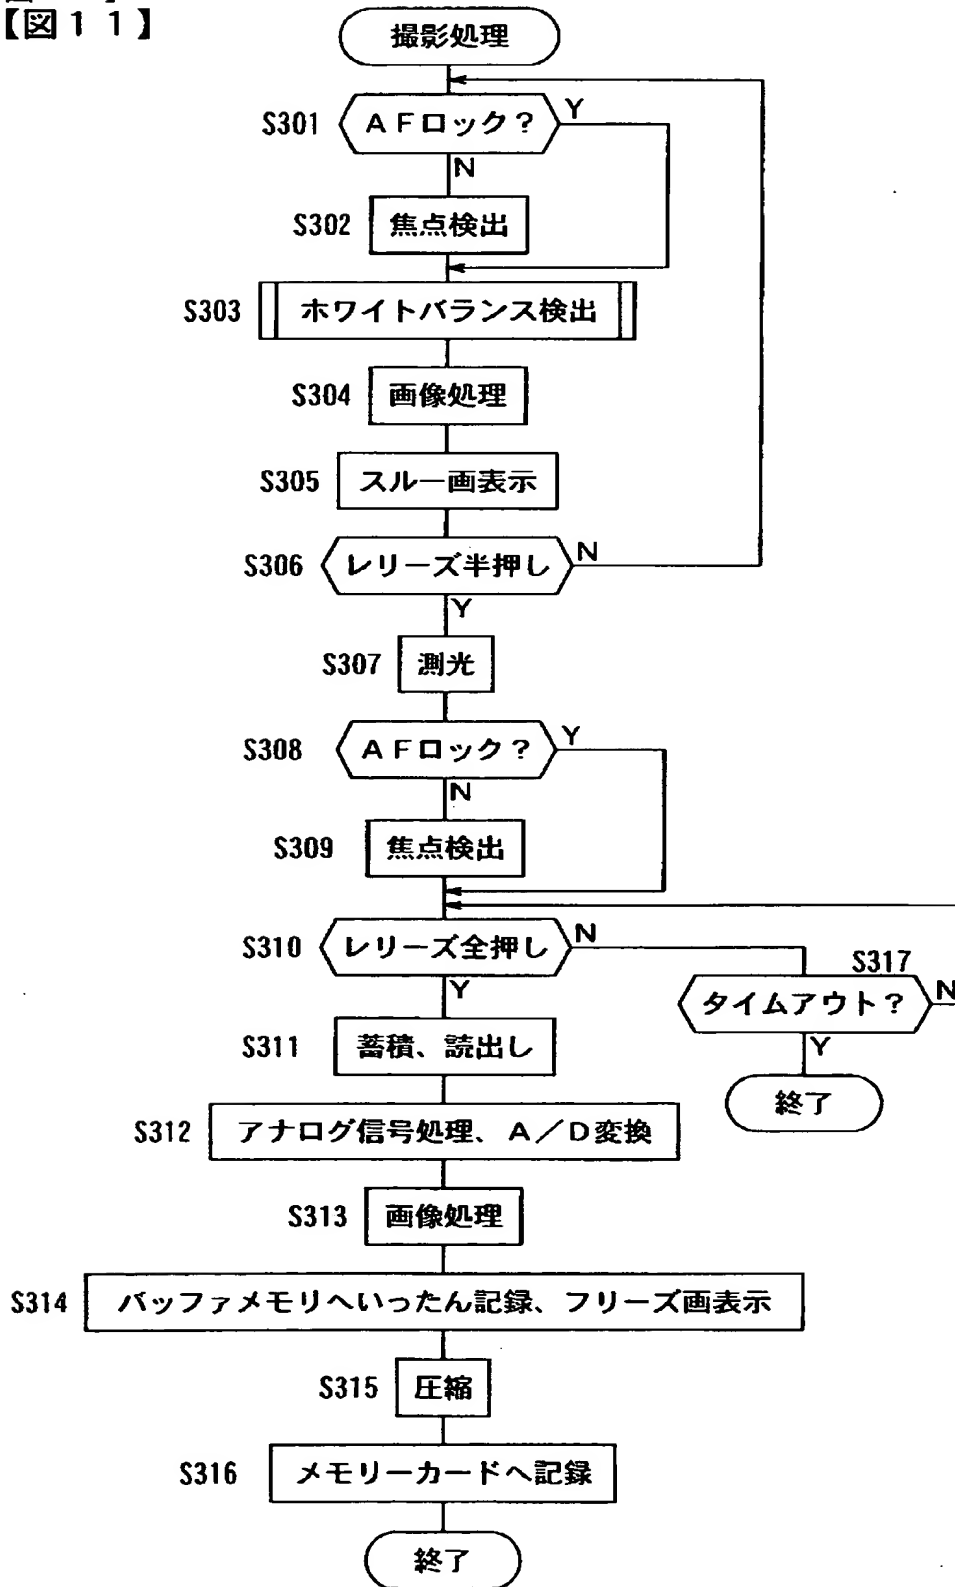 【図１１】
撮影処理
S301 ＡＦロック？ Y
N
S302 焦点検出
S303 ホワイトバランス検出
S304 画像処理
S305 スルー画表示
S306 レリーズ半押し N
Y
S307 測光
S308 ＡＦロック？ Y
N
S309 焦点検出
S310 レリーズ全押し N
Y
S317
タイムアウト？ N
Y
終了
S311 蓄積、読出し
S312 アナログ信号処理、Ａ／Ｄ変換
S313 画像処理
S314 バッファメモリへいったん記録、フリーズ画表示
S315 圧縮
S316 メモリーカードへ記録
終了